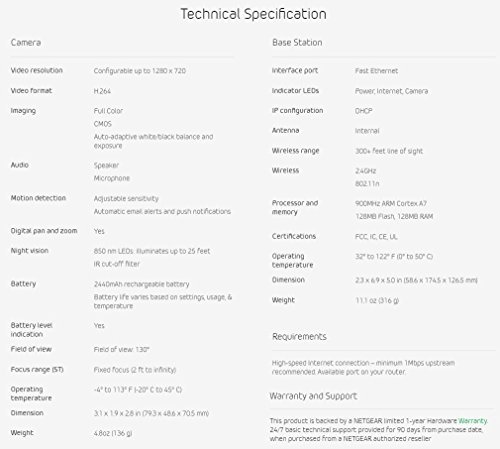 Technical Specification
Camera
Video resolution Configurable up to 1280 x 720
Video format H.264
Imaging Full Color
CMOS
Auto-adaptive white/black balance and
exposure
Audio Speaker
Microphone
Motion detection Adjustable sensitivity
Automatic email alerts and push notifications
Digital pan and zoom Yes
Night vision 850 nm LEDs: illuminates up to 25 feet
IR cut-off filter
Battery 2440mAh rechargeable battery
Battery life varies based on settings, usage, &
temperature
Battery level Yes
indication
Field of view Field of view: 130°
Focus range (ST) Fixed focus (2 ft to infinity)
Operating -4° to 113° F (-20° C to 45° C)
temperature
Dimension 3.1 x 1.9 x 2.8 in (79.3 x 48.6 x 70.5 mm)
Weight 4.8oz (136 g)
Base Station
Interface port Fast Ethernet
Indicator LEDs Power, Internet, Camera
IP configuration DHCP
Antenna Internal
Wireless range 300+ feet line of sight
Wireless 2.4GHz
802.11n
Processor and 900MHz ARM Cortex A7
memory 128MB Flash, 128MB RAM
Certifications FCC, IC, CE, UL
Operating 32° to 122° F (0° to 50° C)
temperature
Dimension 2.3 x 6.9 x 5.0 in (58.6 x 174.5 x 126.5 mm)
Weight 11.1 oz (316 g)
Requirements
High-speed Internet connection – minimum 1Mbps upstream
recommended. Available port on your router.
Warranty and Support
This product is backed by a NETGEAR limited 1-year Hardware Warranty.
24/7 basic technical support provided for 90 days from purchase date,
when purchased from a NETGEAR authorized reseller